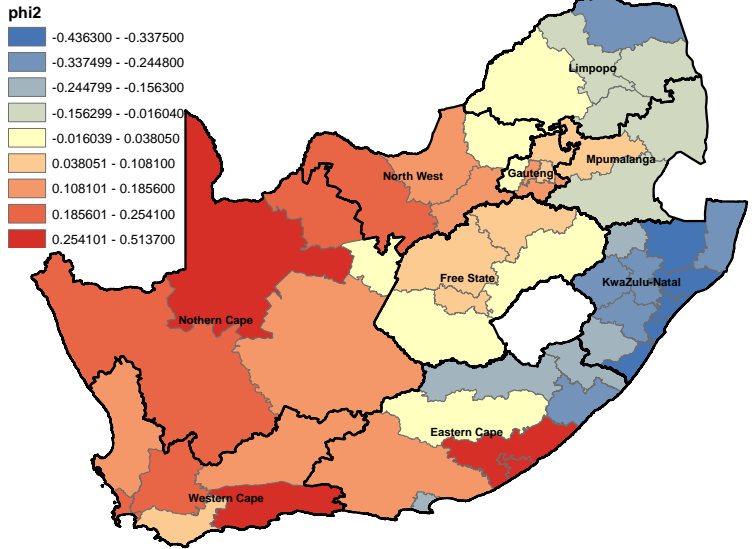 phi2
-0.436300 - -0.337500
-0.337499 - -0.244800
-0.244799 - -0.156300
-0.156299 - -0.016040
-0.016039 - 0.038050
0.038051 - 0.108100
0.108101 - 0.185600
0.185601 - 0.254100
0.254101 - 0.513700
Limpopo
Mpumalanga
Gauteng
North West
Free State
KwaZulu-Natal
Nothern Cape
Eastern Cape
Western Cape